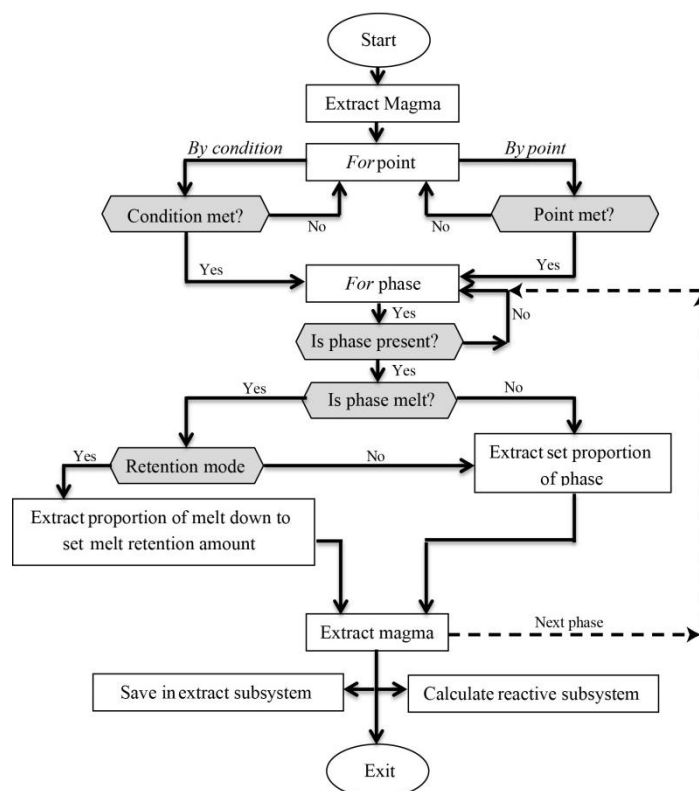 Start
Extract Magma
By condition
For point
By point
Condition met?
No
No
Point met?
Yes
For phase
Yes
No
Yes
Is phase present?
Yes
Yes
Is phase melt?
No
Yes
Retention mode
No
Extract set proportion
of phase
Extract proportion of melt down to
set melt retention amount
Extract magma
Next phase
Save in extract subsystem
Calculate reactive subsystem
Exit